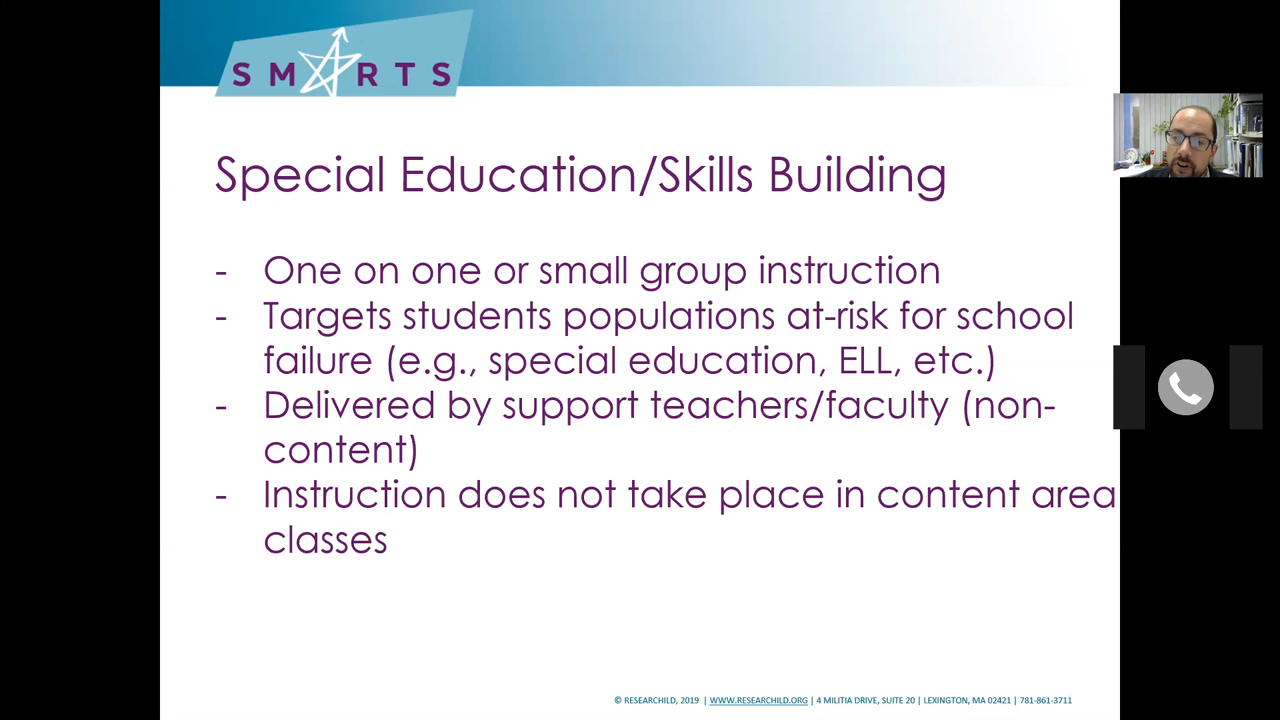 SMARTS
Special Education/Skills Building
- One on one or small group instruction
- Targets students populations at-risk for school
failure (e.g., special education, ELL, etc.)
- Delivered by support teachers/faculty (non-
content)
- Instruction does not take place in content area
classes
© RESEARCHILD, 2019 | WWW.RESEARCHILD.ORG | 4 MILITIA DRIVE, SUITE 20 | LEXINGTON, MA 02421 | 781-861-3711